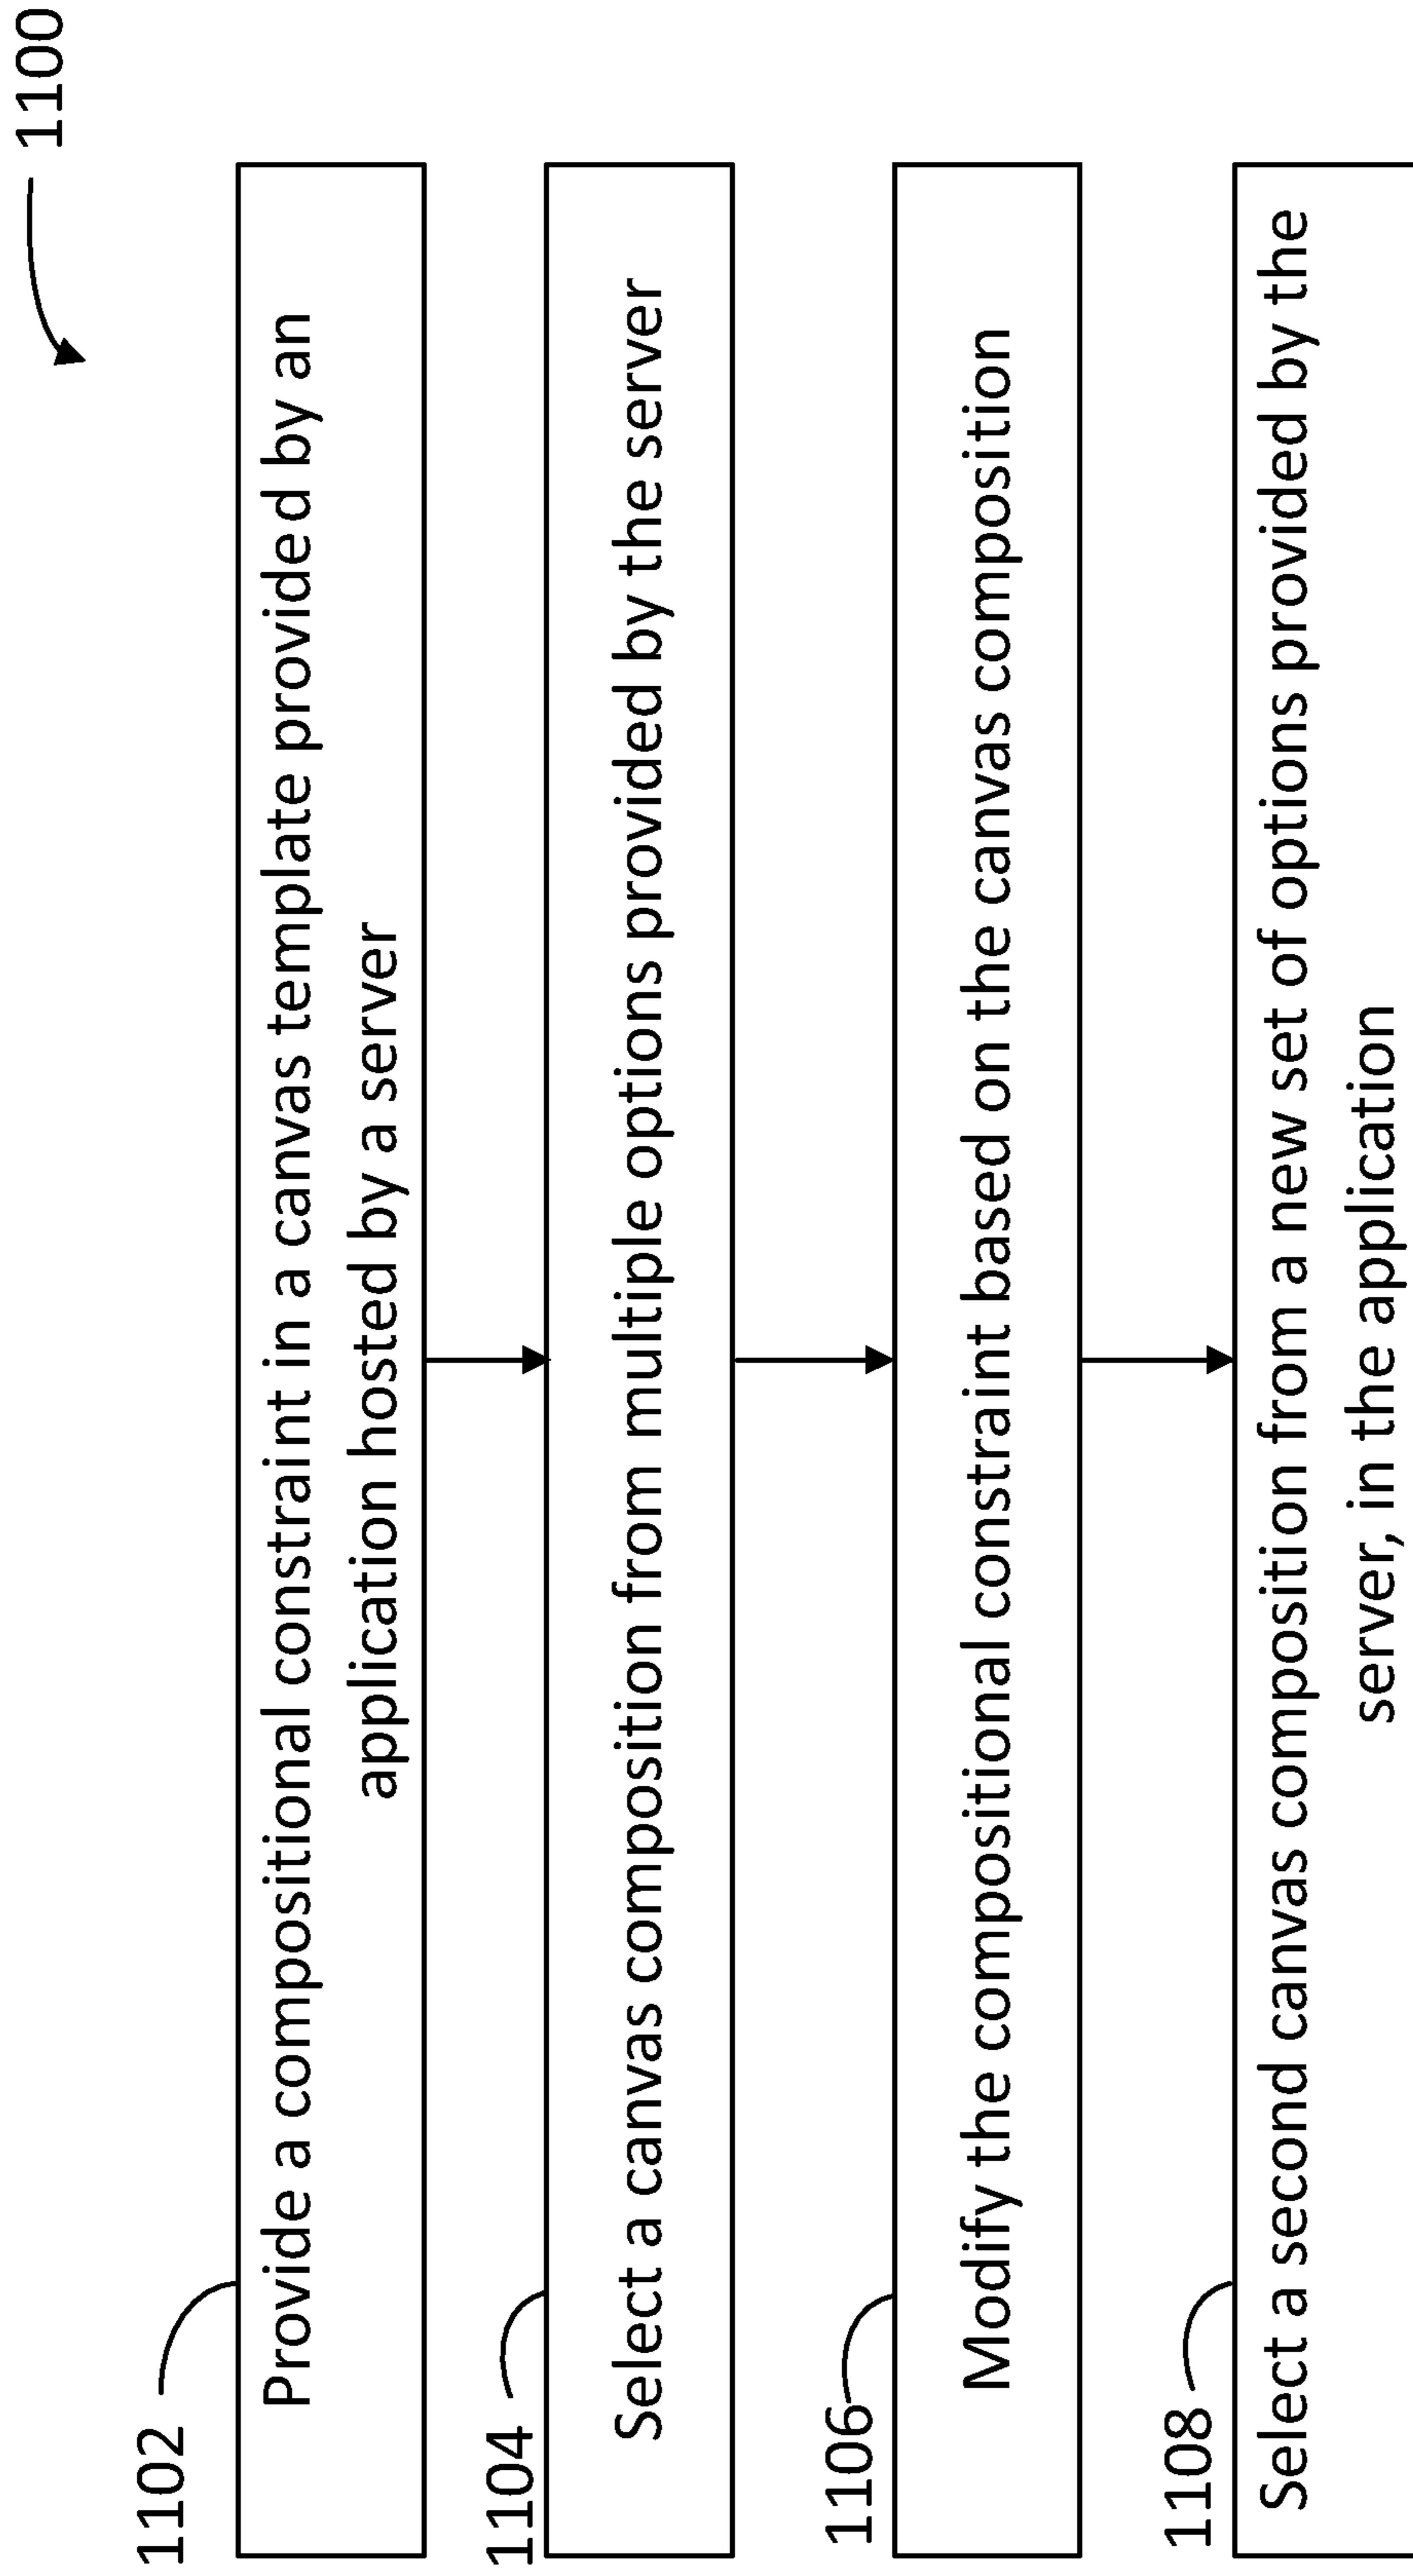 1100
1102
Provide a compositional constraint in a canvas template provided by an
application hosted by a server
1104
Select a canvas composition from multiple options provided by the server
1106
Modify the compositional constraint based on the canvas composition
1108
Select a second canvas composition from a new set of options provided by the
server, in the application